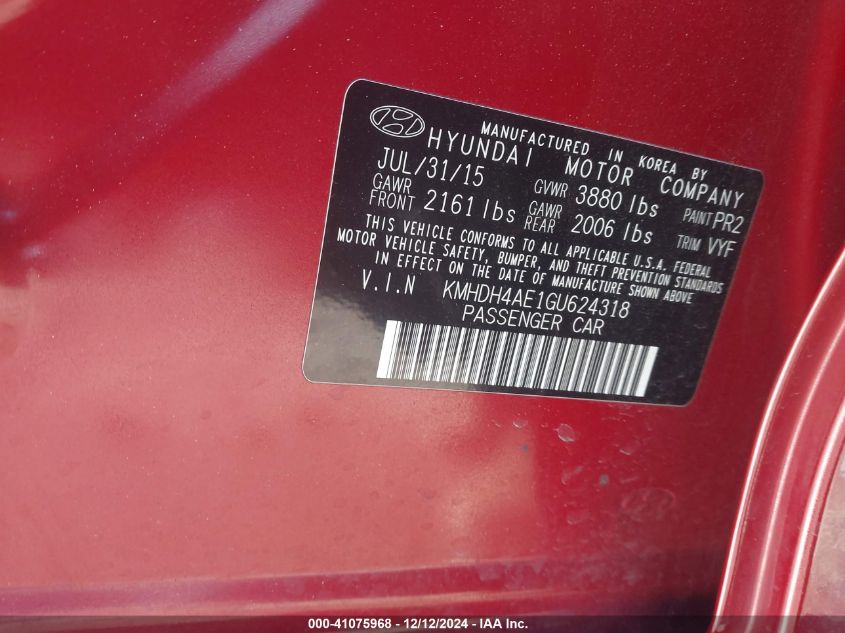 MANUFACTURED IN KOREA BY
HYUNDAI MOTOR COMPANY
JUL/31/15 GVWR 3880 lbs PAINT PR2
GAWR FRONT 2161 lbs GAWR REAR 2006 lbs TRIM VYF
THIS VEHICLE CONFORMS TO ALL APPLICABLE U.S.A. FEDERAL
MOTOR VEHICLE SAFETY, BUMPER, AND THEFT PREVENTION STANDARDS
IN EFFECT ON THE DATE OF MANUFACTURE SHOWN ABOVE
V.I.N KMHDH4AE1GU624318
PASSENGER CAR
000-41075968 - 12/12/2024 - IAA Inc.